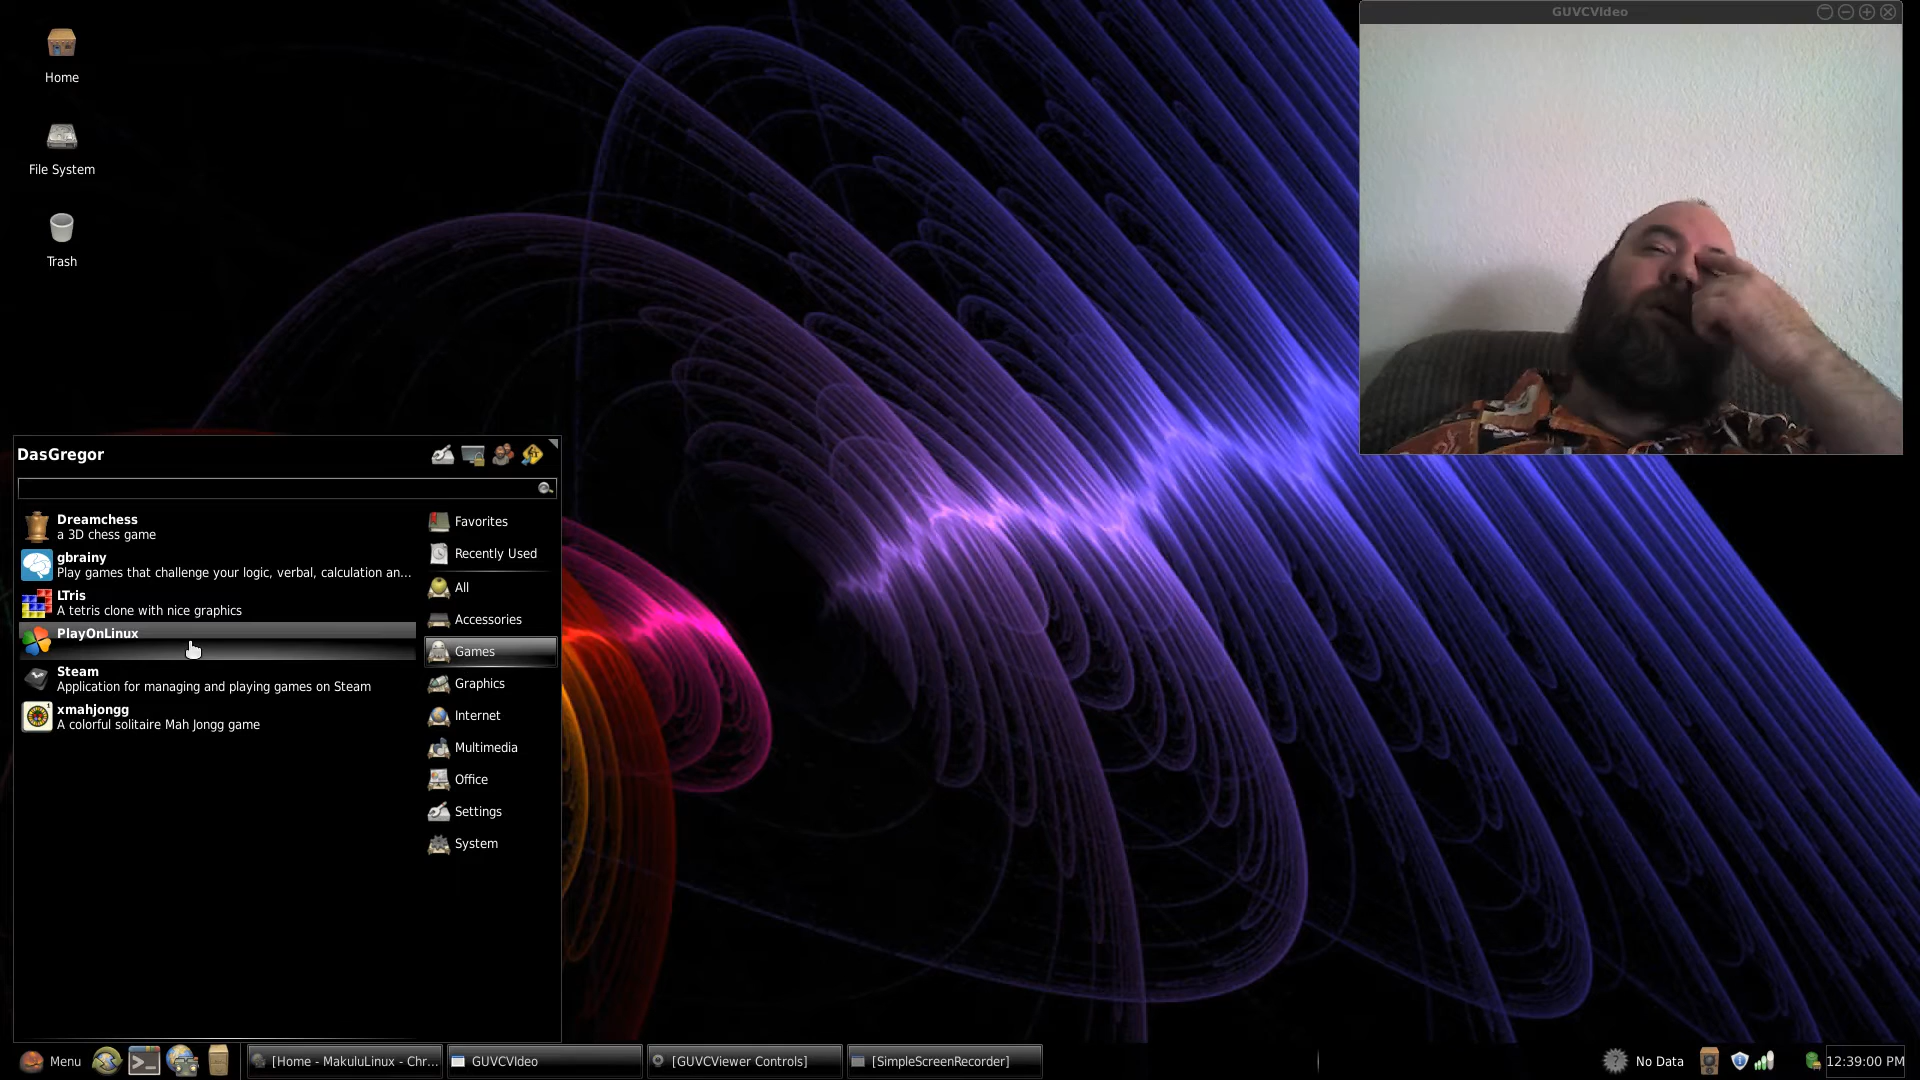 Home
File System
Trash
GUVCVIdeo
DasGregor
Dreamchess
a 3D chess game
gbrainy
Play games that challenge your logic, verbal, calculation an...
LTris
A tetris clone with nice graphics
PlayOnLinux
Steam
Application for managing and playing games on Steam
xmahjongg
A colorful solitaire Mah Jongg game
Favorites
Recently Used
All
Accessories
Games
Graphics
Internet
Multimedia
Office
Settings
System
Menu
[Home - MakuluLinux - Chr...
GUVCVIdeo
[GUVCViewer Controls]
[SimpleScreenRecorder]
No Data
12:39:00 PM